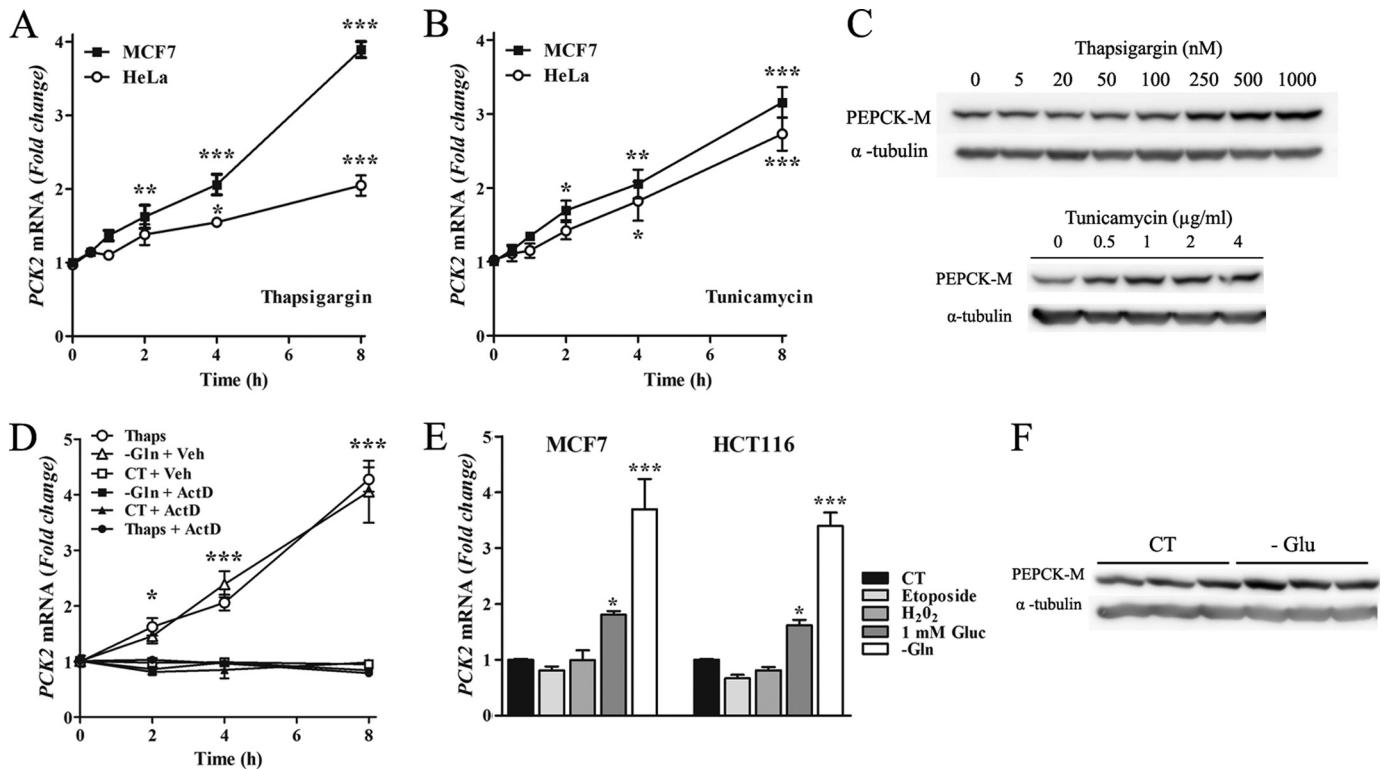 A
PCK2 mRNA (Fold change)
4
3
2
1
0
MCF7
HeLa
**
***
*
***
***
Thapsigargin
0 2 4 6 8
Time (h)
B
PCK2 mRNA (Fold change)
4
3
2
1
0
MCF7
HeLa
*
**
*
***
***
Tunicamycin
0 2 4 6 8
Time (h)
C
Thapsigargin (nM)
0 5 20 50 100 250 500 1000
PEPCK-M
α -tubulin
Tunicamycin (µg/ml)
0 0.5 1 2 4
PEPCK-M
α-tubulin
D
PCK2 mRNA (Fold change)
5
4
3
2
1
0
Thaps
-Gln + Veh
CT + Veh
-Gln + ActD
CT + ActD
Thaps + ActD
*
***
***
0 2 4 6 8
Time (h)
E
PCK2 mRNA (Fold change)
5
4
3
2
1
0
MCF7 HCT116
*
***
*
***
CT
Etoposide
H₂0₂
1 mM Gluc
-Gln
F
CT - Glu
PEPCK-M
α -tubulin